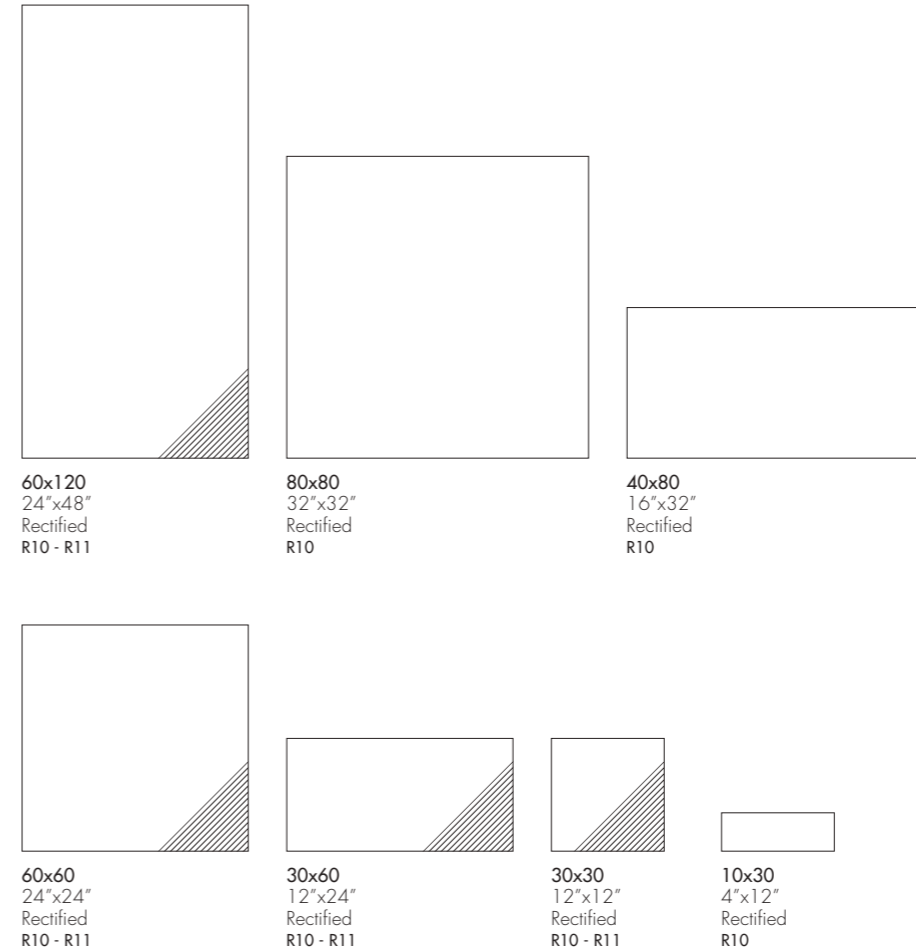 60x120
24”x48”
Rectified
R10 - R11
80x80
32”x32”
Rectified
R10
40x80
16”x32”
Rectified
R10
60x60
24”x24”
Rectified
R10 - R11
30x60
12”x24”
Rectified
R10 - R11
30x30
12”x12”
Rectified
R10 - R11
10x30
4”x12”
Rectified
R10